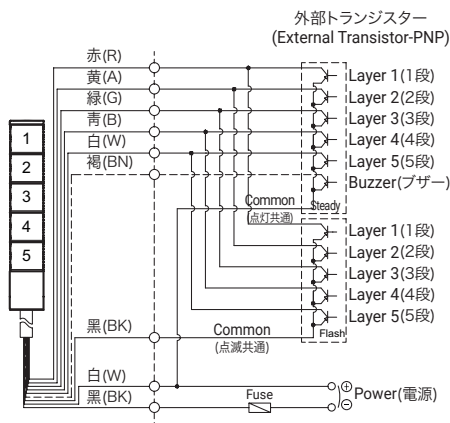 外部トランジスター
(External Transistor-PNP)
赤(R)
黄(A)
緑(G)
青(B)
白(W)
褐(BN)
1
2
3
4
5
Layer 1(1段)
Layer 2(2段)
Layer 3(3段)
Layer 4(4段)
Layer 5(5段)
Buzzer(ブザー)
Common
(点灯共通)
Steady
Layer 1(1段)
Layer 2(2段)
Layer 3(3段)
Layer 4(4段)
Layer 5(5段)
Flash
黒(BK)
Common
(点滅共通)
白(W)
黒(BK)
Fuse
⊕
⊖
Power(電源)